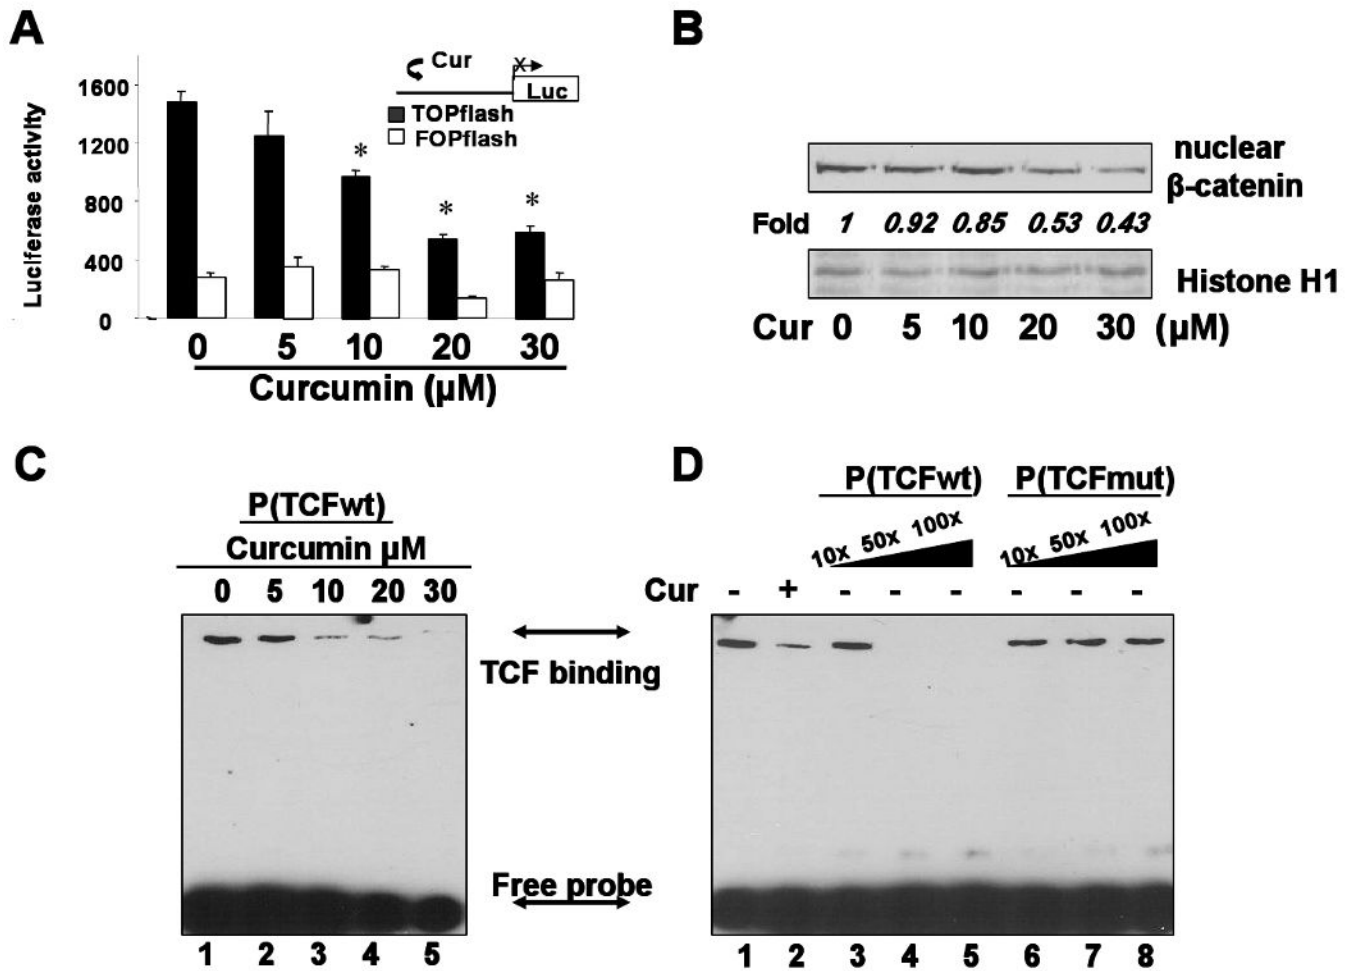 A
Cur
X
Luc
TOPflash
FOPflash
1600
1200
800
400
0
Luciferase activity
*
*
*
0 5 10 20 30
Curcumin (μM)
B
nuclear
β-catenin
Fold 1 0.92 0.85 0.53 0.43
Histone H1
Cur 0 5 10 20 30 (μM)
C
P(TCFwt)
Curcumin μM
0 5 10 20 30
TCF binding
Free probe
1 2 3 4 5
D
P(TCFwt) P(TCFmut)
10x 50x 100x 10x 50x 100x
Cur - + - - - - - -
1 2 3 4 5 6 7 8